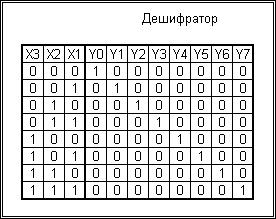 Дешифратор
X3 X2 X1 Y0 Y1 Y2 Y3 Y4 Y5 Y6 Y7
0 0 0 1 0 0 0 0 0 0 0
0 0 1 0 1 0 0 0 0 0 0
0 1 0 0 0 1 0 0 0 0 0
0 1 1 0 0 0 1 0 0 0 0
1 0 0 0 0 0 0 1 0 0 0
1 0 1 0 0 0 0 0 1 0 0
1 1 0 0 0 0 0 0 0 1 0
1 1 1 0 0 0 0 0 0 0 1